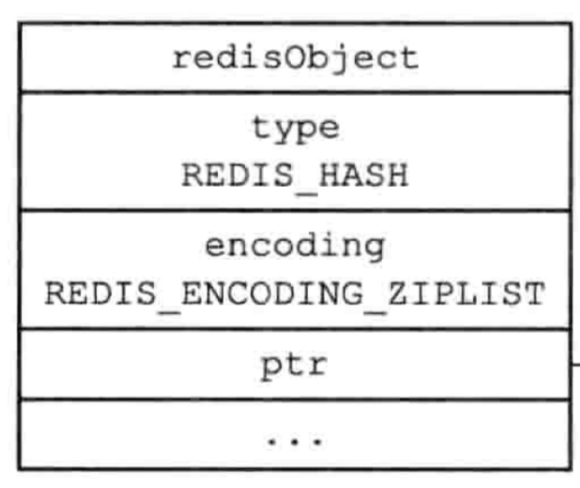 redisObject
type
REDIS_HASH
encoding
REDIS_ENCODING_ZIPLIST
ptr
...